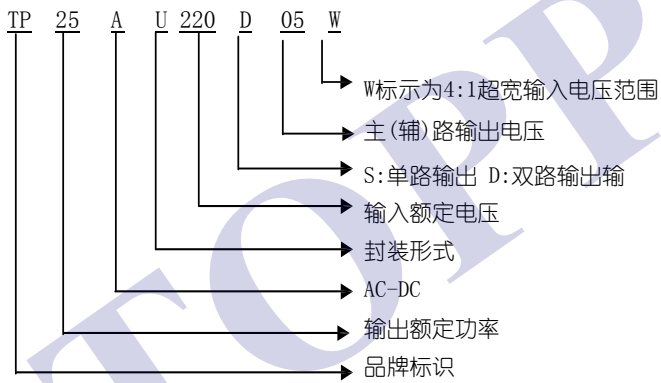 TP 25 A U 220 D 05 W
W标示为4:1超宽输入电压范围
主(辅)路输出电压
S:单路输出 D:双路输出输
输入额定电压
封装形式
AC-DC
输出额定功率
品牌标识
TOPP